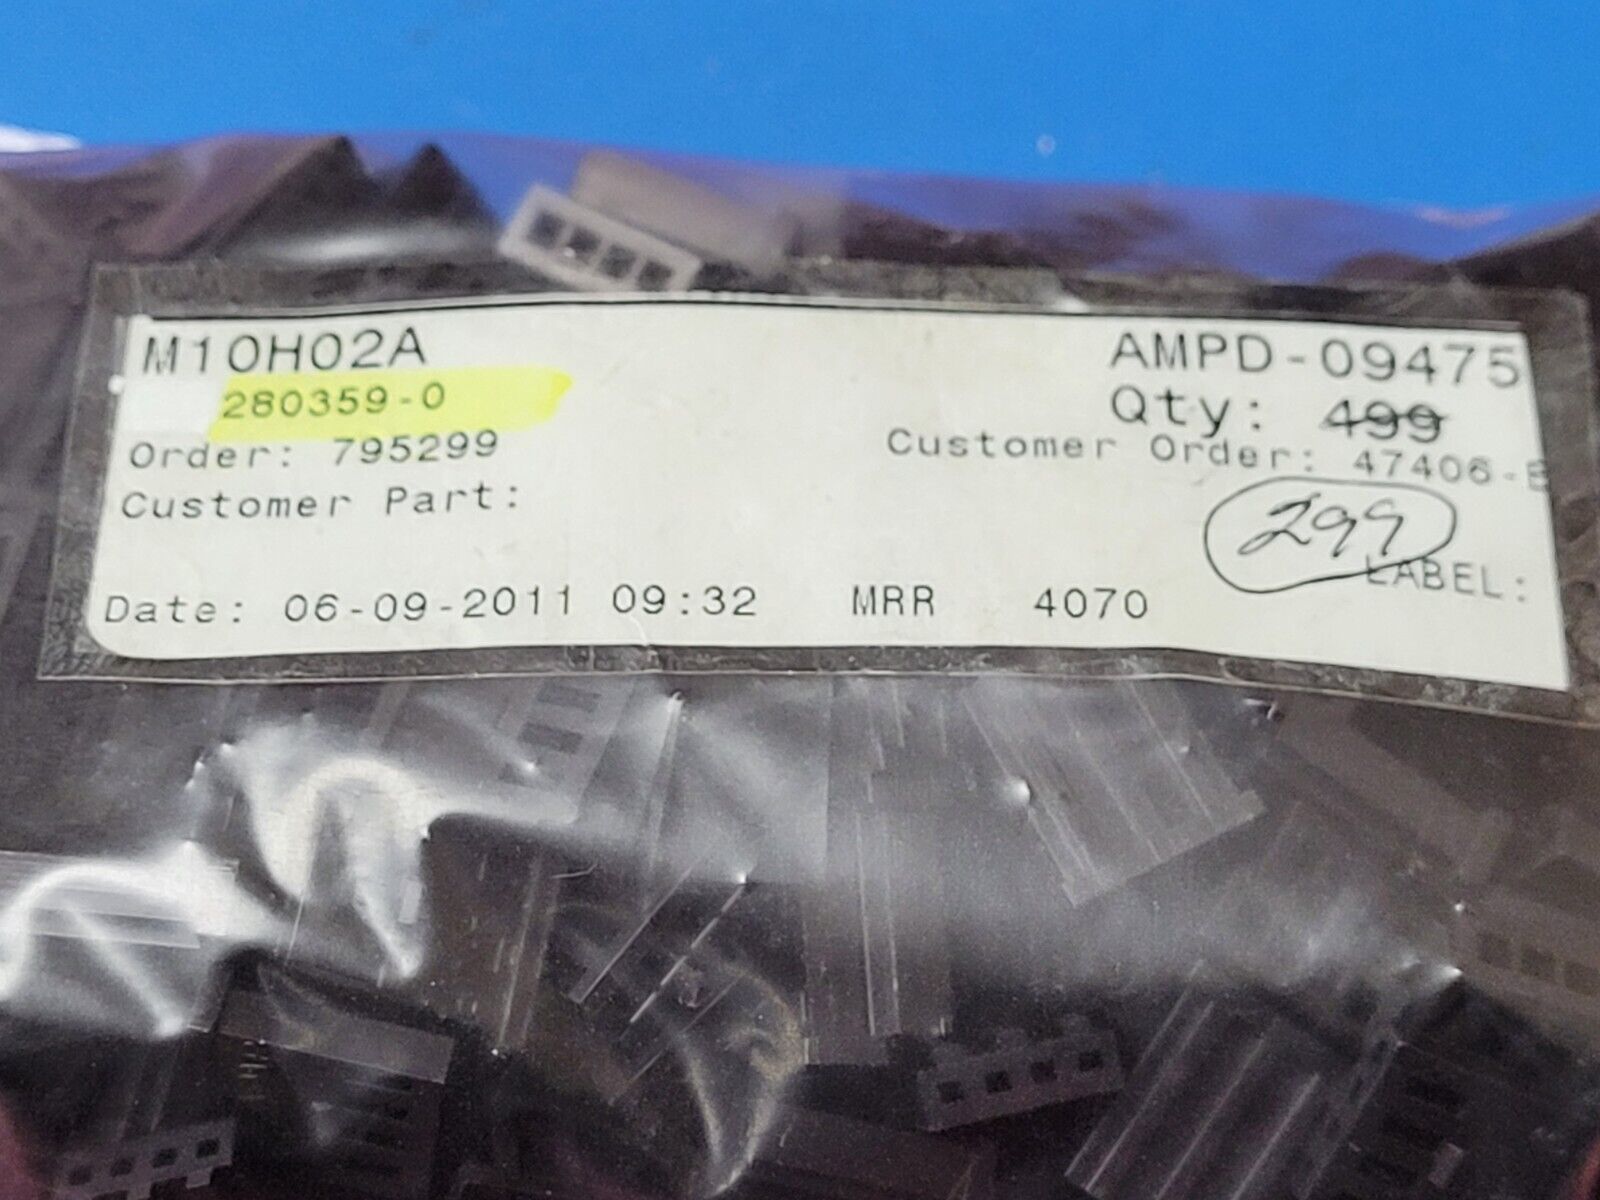 M10H02A AMPD-09475
280359-0 Qty: 499
Order: 795299 Customer Order: 47406-
Customer Part: 299
LABEL:
Date: 06-09-2011 09:32 MRR 4070